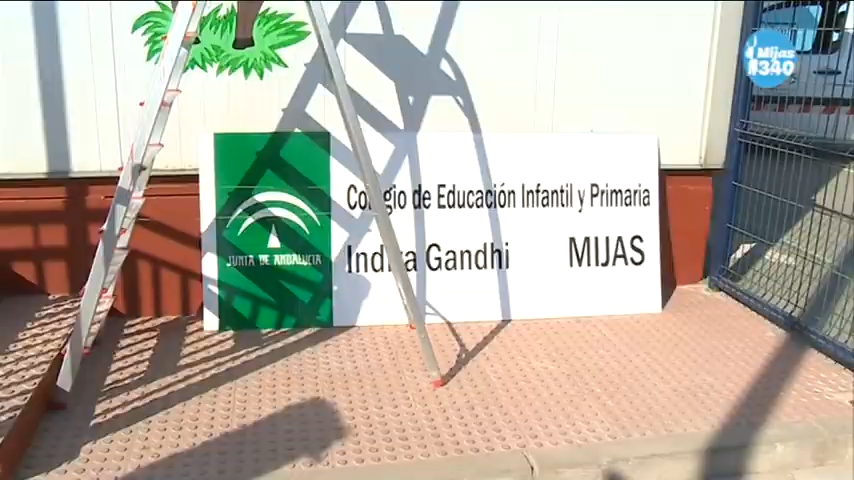 Mijas
340
Colegio de Educación Infantil y Primaria
Indira Gandhi MIJAS
JUNTA DE ANDALUCIA